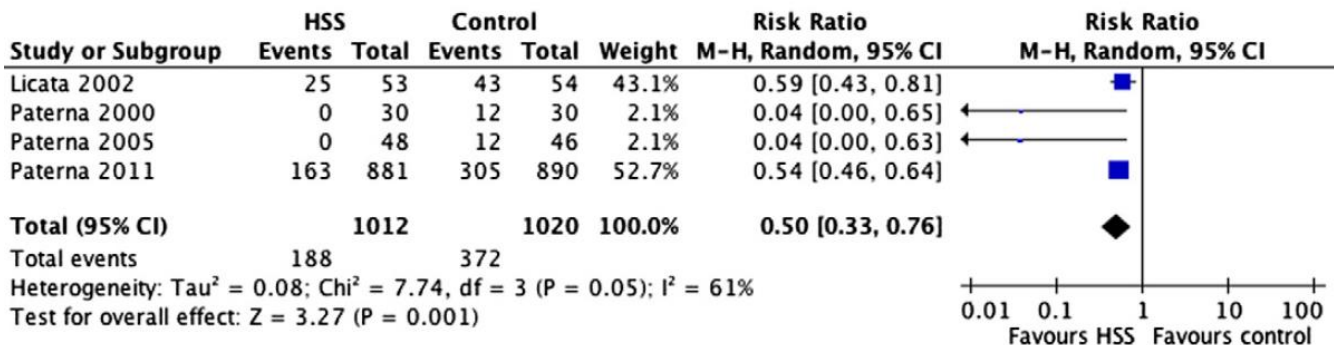 HSS Control Risk Ratio Risk Ratio
Study or Subgroup Events Total Events Total Weight M-H, Random, 95% CI M-H, Random, 95% CI
Licata 2002 25 53 43 54 43.1% 0.59 [0.43, 0.81]
Paterna 2000 0 30 12 30 2.1% 0.04 [0.00, 0.65]
Paterna 2005 0 48 12 46 2.1% 0.04 [0.00, 0.63]
Paterna 2011 163 881 305 890 52.7% 0.54 [0.46, 0.64]
Total (95% CI) 1012 1020 100.0% 0.50 [0.33, 0.76]
Total events 188 372
Heterogeneity: Tau² = 0.08; Chi² = 7.74, df = 3 (P = 0.05); I² = 61%
Test for overall effect: Z = 3.27 (P = 0.001)
0.01 0.1 1 10 100
Favours HSS Favours control